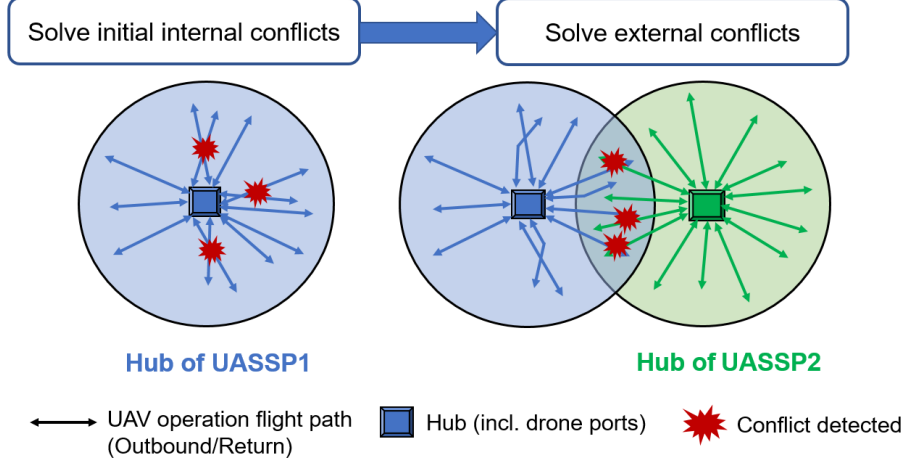 Solve initial internal conflicts
Solve external conflicts
Hub of UASSP1
Hub of UASSP2
UAV operation flight path
(Outbound/Return)
Hub (incl. drone ports)
Conflict detected